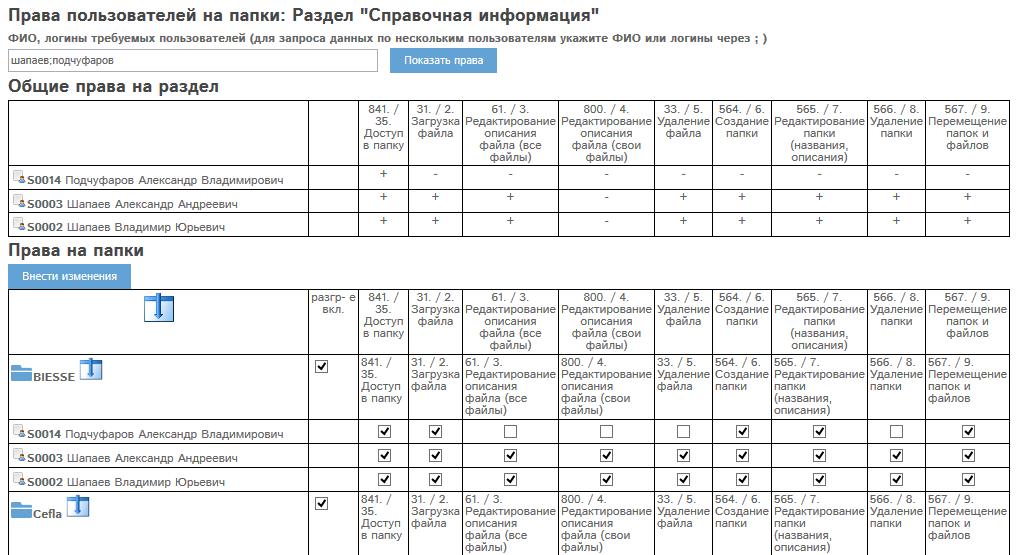 Права пользователей на папки: Раздел "Справочная информация"
ФИО, логины требуемых пользователей (для запроса данных по нескольким пользователям укажите ФИО или логины через ; )
шапаев;подчуфаров
Показать права
Общие права на раздел
841. / 35. Доступ в папку
31. / 2. Загрузка файла
61. / 3. Редактирование описания файла (все файлы)
800. / 4. Редактирование описания файла (свои файлы)
33. / 5. Удаление файла
564. / 6. Создание папки
565. / 7. Редактирование папки (названия, описания)
566. / 8. Удаление папки
567. / 9. Перемещение папок и файлов
S0014 Подчуфаров Александр Владимирович + - - - - - - - -
S0003 Шапаев Александр Андреевич + + + - + + + + +
S0002 Шапаев Владимир Юрьевич + + + - + + + + +
Права на папки
Внести изменения
разгр- е вкл.
841. / 35. Доступ в папку
31. / 2. Загрузка файла
61. / 3. Редактирование описания файла (все файлы)
800. / 4. Редактирование описания файла (свои файлы)
33. / 5. Удаление файла
564. / 6. Создание папки
565. / 7. Редактирование папки (названия, описания)
566. / 8. Удаление папки
567. / 9. Перемещение папок и файлов
BIESSE
841. / 35. Доступ в папку
31. / 2. Загрузка файла
61. / 3. Редактирование описания файла (все файлы)
800. / 4. Редактирование описания файла (свои файлы)
33. / 5. Удаление файла
564. / 6. Создание папки
565. / 7. Редактирование папки (названия, описания)
566. / 8. Удаление папки
567. / 9. Перемещение папок и файлов
S0014 Подчуфаров Александр Владимирович
S0003 Шапаев Александр Андреевич
S0002 Шапаев Владимир Юрьевич
Cefla
841. / 35. Доступ в папку
31. / 2. Загрузка файла
61. / 3. Редактирование описания файла (все файлы)
800. / 4. Редактирование описания файла (свои файлы)
33. / 5. Удаление файла
564. / 6. Создание папки
565. / 7. Редактирование папки (названия, описания)
566. / 8. Удаление папки
567. / 9. Перемещение папок и файлов